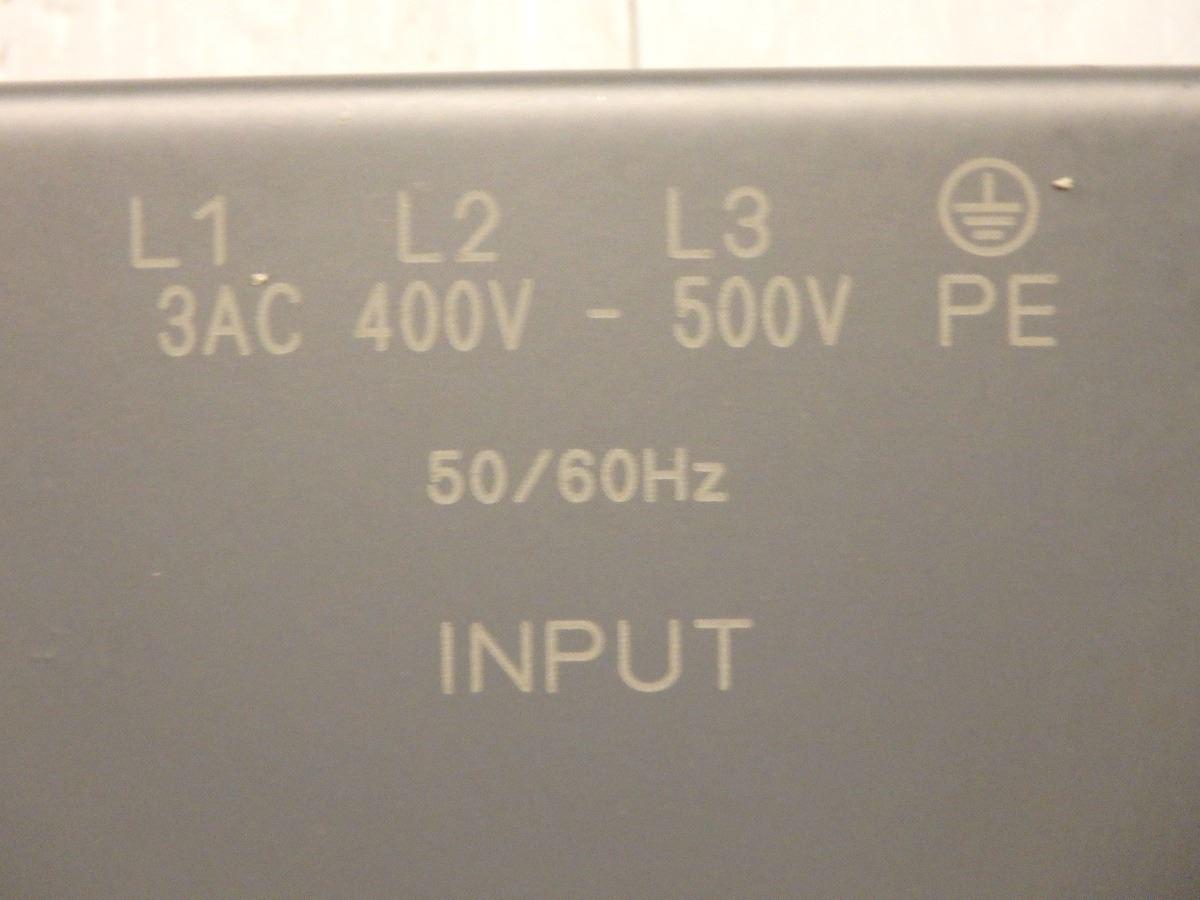 L1 L2 L3
3AC 400V - 500V PE
50/60Hz
INPUT